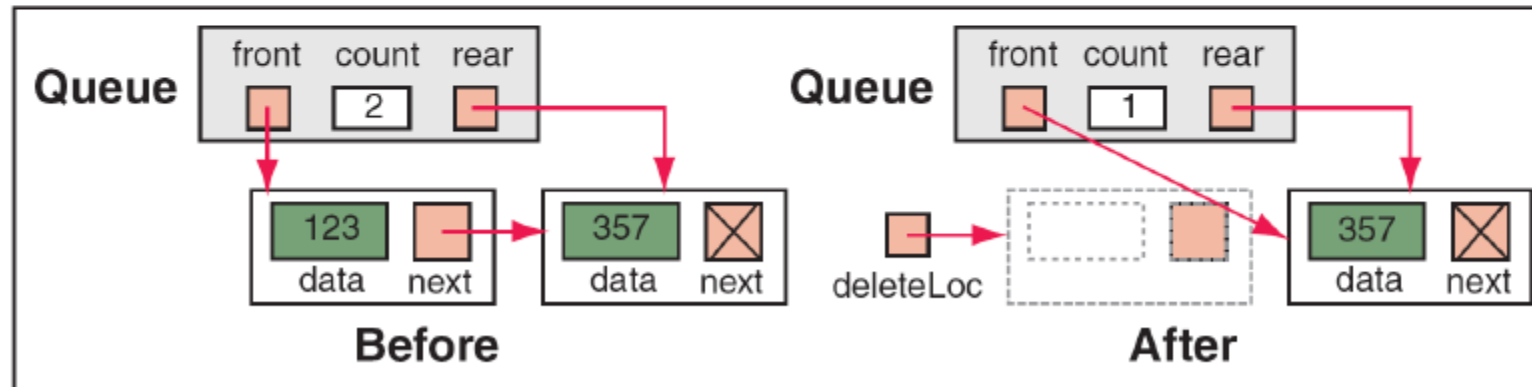 front count rear
Queue
2
123
data
next
357
data
next
Before
front count rear
Queue
1
deleteLoc
357
data
next
After